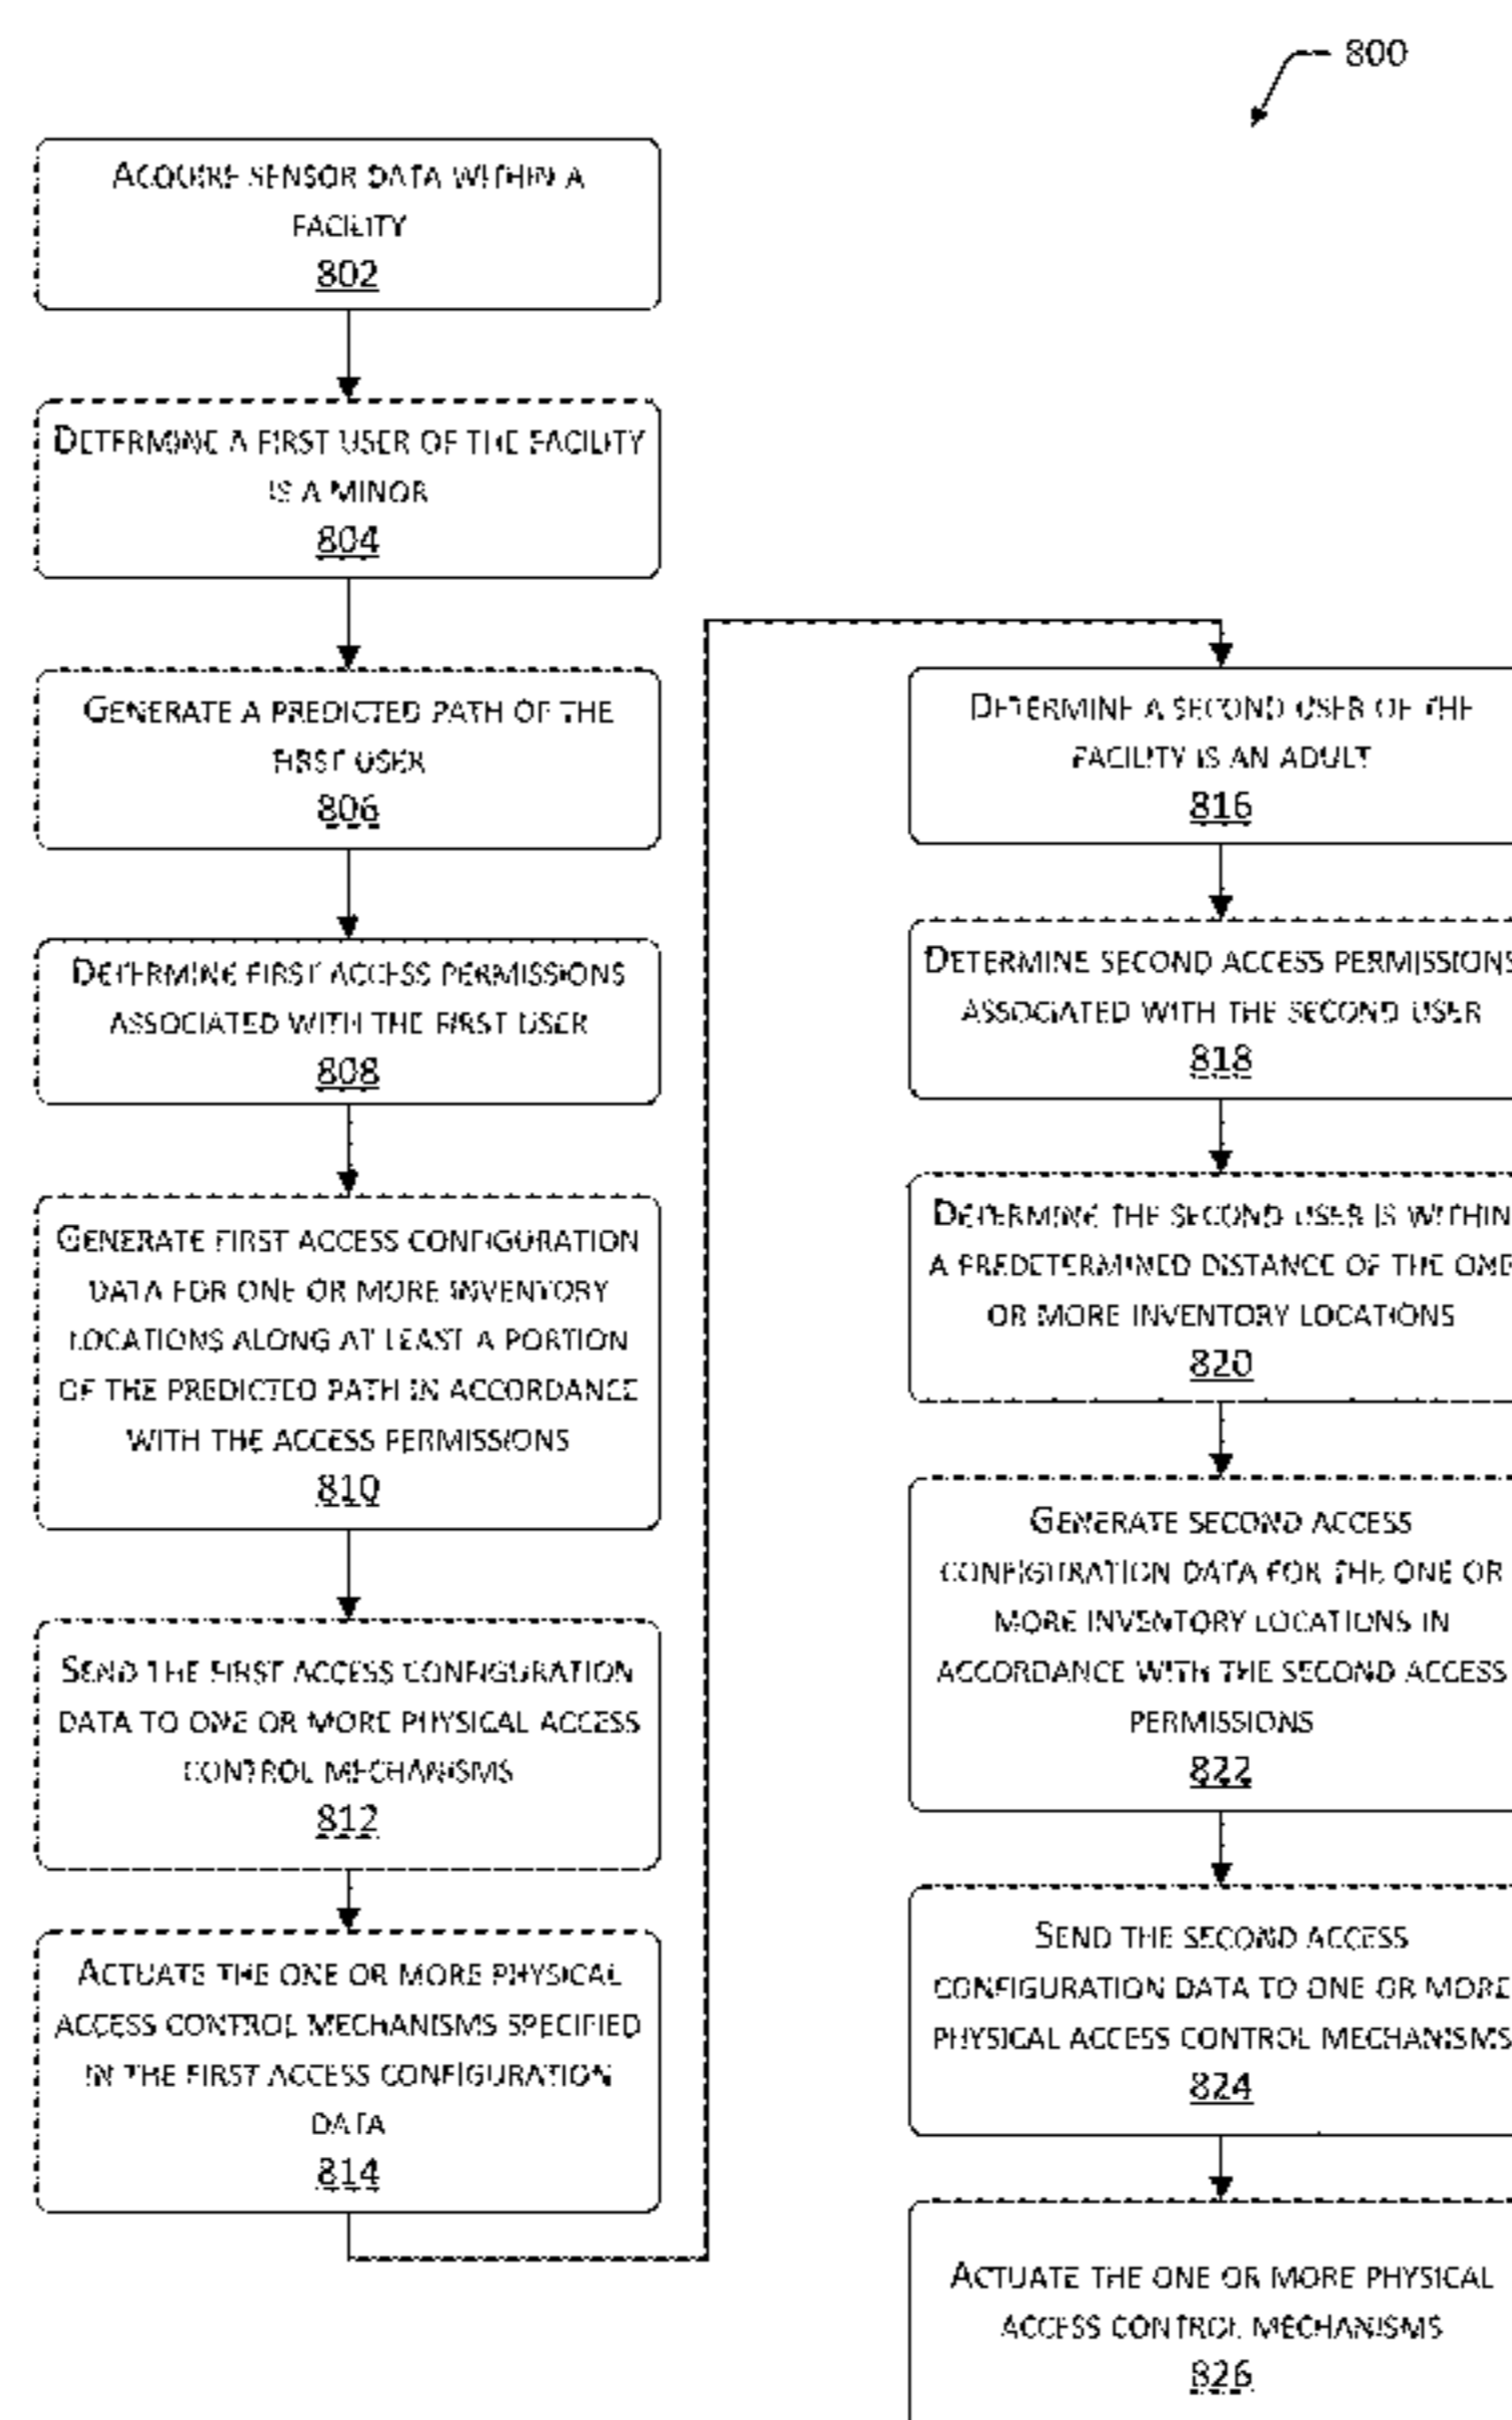 800
ACQUIRE SENSOR DATA WITHIN A
FACILITY
802
DETERMINE A FIRST USER OF THE FACILITY
IS A MINOR
804
GENERATE A PREDICTED PATH OF THE
FIRST USER
806
DETERMINE FIRST ACCESS PERMISSIONS
ASSOCIATED WITH THE FIRST USER
808
GENERATE FIRST ACCESS CONFIGURATION
DATA FOR ONE OR MORE INVENTORY
LOCATIONS ALONG AT LEAST A PORTION
OF THE PREDICTED PATH IN ACCORDANCE
WITH THE ACCESS PERMISSIONS
810
SEND THE FIRST ACCESS CONFIGURATION
DATA TO ONE OR MORE PHYSICAL ACCESS
CONTROL MECHANISMS
812
ACTUATE THE ONE OR MORE PHYSICAL
ACCESS CONTROL MECHANISMS SPECIFIED
IN THE FIRST ACCESS CONFIGURATION
DATA
814
DETERMINE A SECOND USER OF THE
FACILITY IS AN ADULT
816
DETERMINE SECOND ACCESS PERMISSIONS
ASSOCIATED WITH THE SECOND USER
818
DETERMINE THE SECOND USER IS WITHIN
A PREDETERMINED DISTANCE OF THE ONE
OR MORE INVENTORY LOCATIONS
820
GENERATE SECOND ACCESS
CONFIGURATION DATA FOR THE ONE OR
MORE INVENTORY LOCATIONS IN
ACCORDANCE WITH THE SECOND ACCESS
PERMISSIONS
822
SEND THE SECOND ACCESS
CONFIGURATION DATA TO ONE OR MORE
PHYSICAL ACCESS CONTROL MECHANISMS
824
ACTUATE THE ONE OR MORE PHYSICAL
ACCESS CONTROL MECHANISMS
826